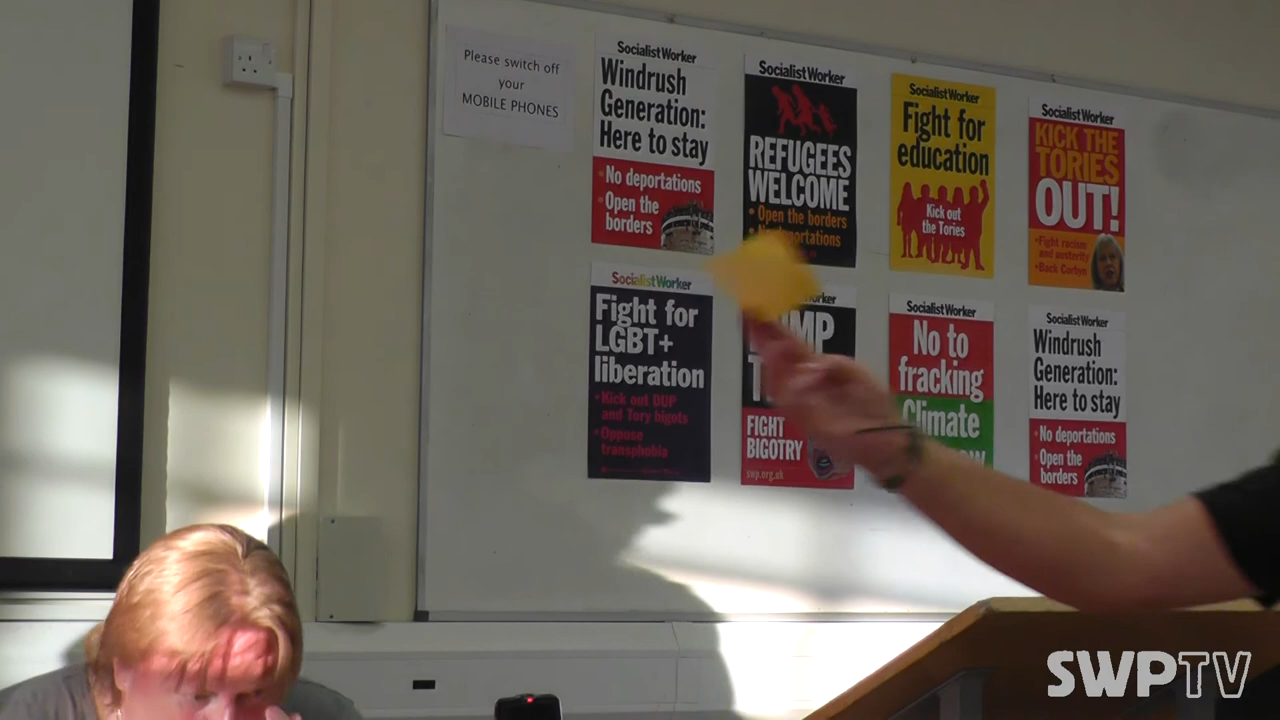 Please switch off
your
MOBILE PHONES
Socialist Worker
Windrush
Generation:
Here to stay
• No deportations
• Open the
borders
Socialist Worker
REFUGEES
WELCOME
• Open the borders
Socialist Worker
Fight for
education
Kick out
the Tories
Socialist Worker
KICK THE
TORIES
OUT!
• Fight racism
and austerity
• Back Corbyn
Socialist Worker
Fight for
LGBT+
liberation
• Kick out DUP
and Tory bigots
• Oppose
transphobia
FIGHT
BIGOTRY
swp.org.uk
Socialist Worker
No to
fracking
Climate
Socialist Worker
Windrush
Generation:
Here to stay
• No deportations
• Open the
borders
SWPTV